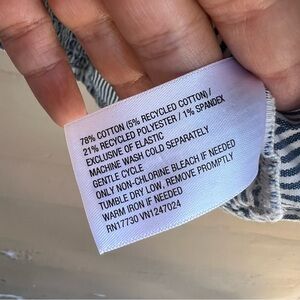 78% COTTON (5% RECYCLED COTTON) /
21% RECYCLED POLYESTER / 1% SPANDEX
EXCLUSIVE OF ELASTIC
MACHINE WASH COLD SEPARATELY
GENTLE CYCLE
ONLY NON-CHLORINE BLEACH IF NEEDED
TUMBLE DRY LOW, REMOVE PROMPTLY
WARM IRON IF NEEDED
RN17730 VN1247024